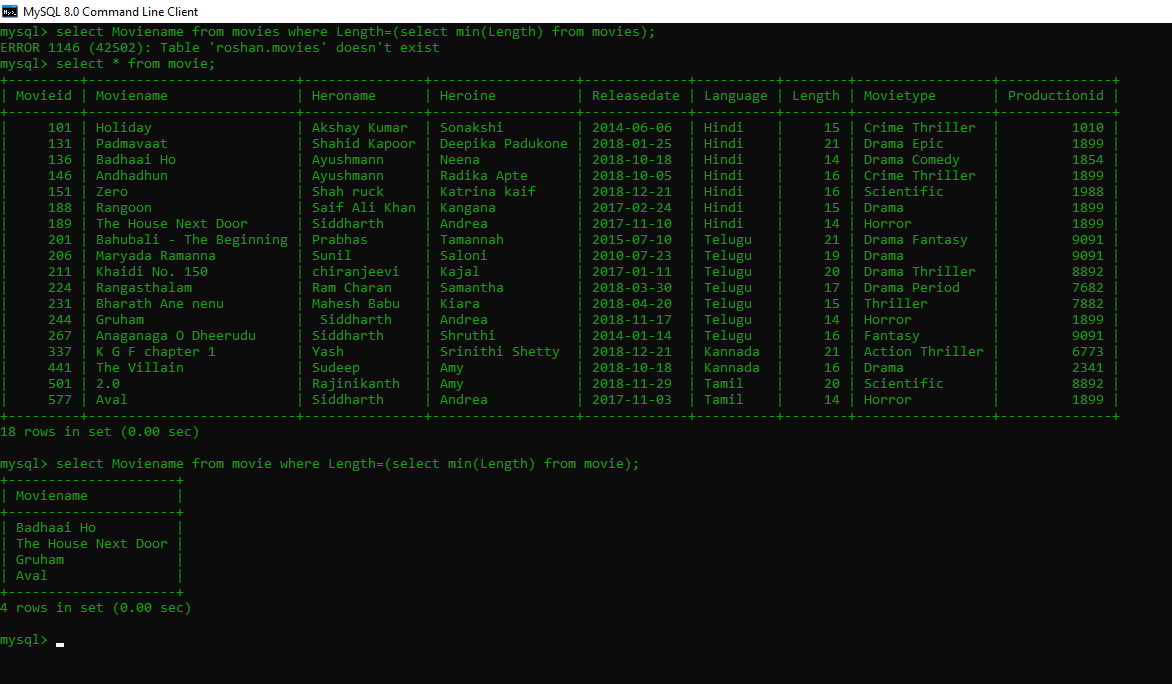 MySQL 8.0 Command Line Client
mysql> select Moviename from movies where Length=(select min(Length) from movies);
ERROR 1146 (42S02): Table 'roshan.movies' doesn't exist
mysql> select * from movie;
+---------+--------------------------+--------------+------------------+-------------+----------+--------+-----------------+--------------+
| Movieid | Moviename                | Heroname     | Heroine          | Releasedate | Language | Length | Movietype       | Productionid |
+---------+--------------------------+--------------+------------------+-------------+----------+--------+-----------------+--------------+
|     101 | Holiday                  | Akshay Kumar  | Sonakshi         | 2014-06-06  | Hindi    |     15 | Crime Thriller  |         1010 |
|     131 | Padmavaat                | Shahid Kapoor | Deepika Padukone | 2018-01-25  | Hindi    |     21 | Drama Epic      |         1899 |
|     136 | Badhaai Ho               | Ayushmann     | Neena            | 2018-10-18  | Hindi    |     14 | Drama Comedy    |         1854 |
|     146 | Andhadhun                | Ayushmann     | Radika Apte      | 2018-10-05  | Hindi    |     16 | Crime Thriller  |         1899 |
|     151 | Zero                     | Shah ruck     | Katrina kaif     | 2018-12-21  | Hindi    |     16 | Scientific      |         1988 |
|     188 | Rangoon                  | Saif Ali Khan | Kangana          | 2017-02-24  | Hindi    |     15 | Drama           |         1899 |
|     189 | The House Next Door      | Siddharth     | Andrea           | 2017-11-10  | Hindi    |     14 | Horror          |         1899 |
|     201 | Bahubali - The Beginning | Prabhas       | Tamannah         | 2015-07-10  | Telugu   |     21 | Drama Fantasy   |         9091 |
|     206 | Maryada Ramanna          | Sunil         | Saloni           | 2010-07-23  | Telugu   |     19 | Drama           |         9091 |
|     211 | Khaidi No. 150           | chiranjeevi   | Kajal            | 2017-01-11  | Telugu   |     20 | Drama Thriller  |         8892 |
|     224 | Rangasthalam             | Ram Charan    | Samantha         | 2018-03-30  | Telugu   |     17 | Drama Period    |         7682 |
|     231 | Bharath Ane nenu         | Mahesh Babu   | Kiara            | 2018-04-20  | Telugu   |     15 | Thriller        |         7882 |
|     244 | Gruham                   |  Siddharth    | Andrea           | 2018-11-17  | Telugu   |     14 | Horror          |         1899 |
|     267 | Anaganaga O Dheerudu     | Siddharth     | Shruthi          | 2014-01-14  | Telugu   |     16 | Fantasy         |         9091 |
|     337 | K G F chapter 1          | Yash          | Srinithi Shetty  | 2018-12-21  | Kannada  |     21 | Action Thriller |         6773 |
|     441 | The Villain              | Sudeep        | Amy              | 2018-10-18  | Kannada  |     16 | Drama           |         2341 |
|     501 | 2.0                      | Rajinikanth   | Amy              | 2018-11-29  | Tamil    |     20 | Scientific      |         8892 |
|     577 | Aval                     | Siddharth     | Andrea           | 2017-11-03  | Tamil    |     14 | Horror          |         1899 |
+---------+--------------------------+---------------+------------------+-------------+----------+--------+-----------------+--------------+
18 rows in set (0.00 sec)
mysql> select Moviename from movie where Length=(select min(Length) from movie);
+---------------------+
| Moviename           |
+---------------------+
| Badhaai Ho          |
| The House Next Door |
| Gruham              |
| Aval                |
+---------------------+
4 rows in set (0.00 sec)
mysql>